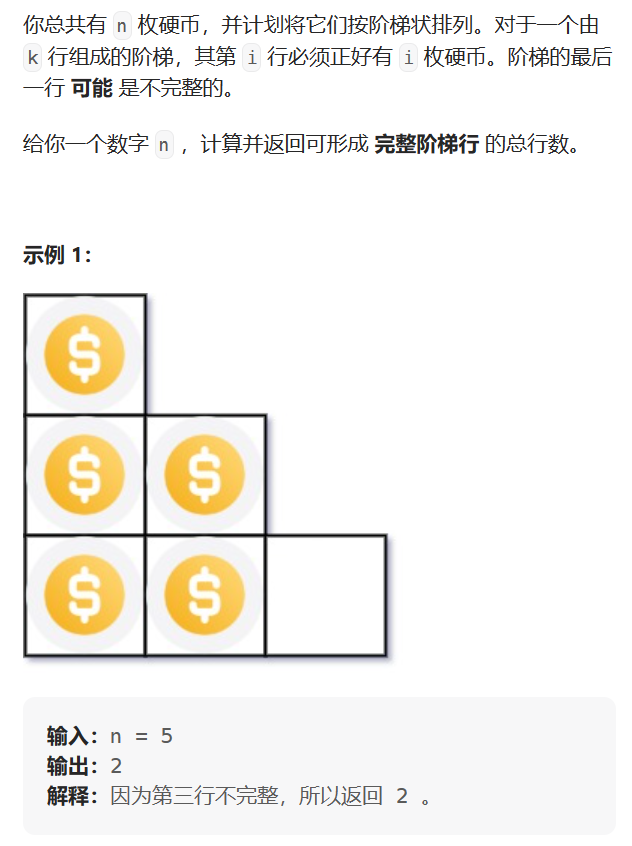 你总共有 n 枚硬币，并计划将它们按阶梯状排列。对于一个由
k 行组成的阶梯，其第 i 行必须正好有 i 枚硬币。阶梯的最后
一行 可能 是不完整的。
给你一个数字 n ，计算并返回可形成 完整阶梯行 的总行数。
示例 1：
$
$ $
$ $
输入：n = 5
输出：2
解释：因为第三行不完整，所以返回 2 。